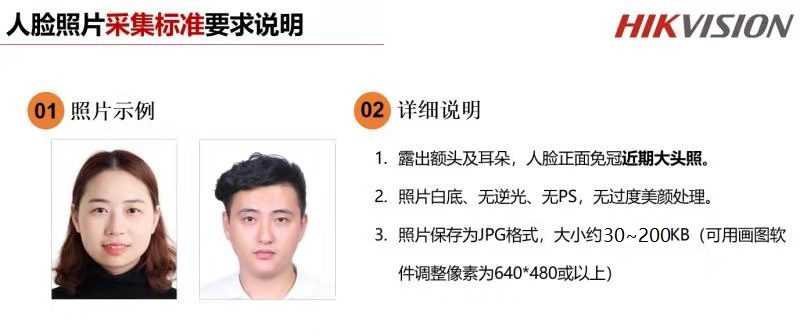 人脸照片采集标准要求说明
HIKVISION
01 照片示例
02 详细说明
1. 露出额头及耳朵，人脸正面免冠近期大头照。
2. 照片白底、无逆光、无PS，无过度美颜处理。
3. 照片保存为JPG格式，大小约30~200KB（可用画图软
件调整像素为640*480或以上）